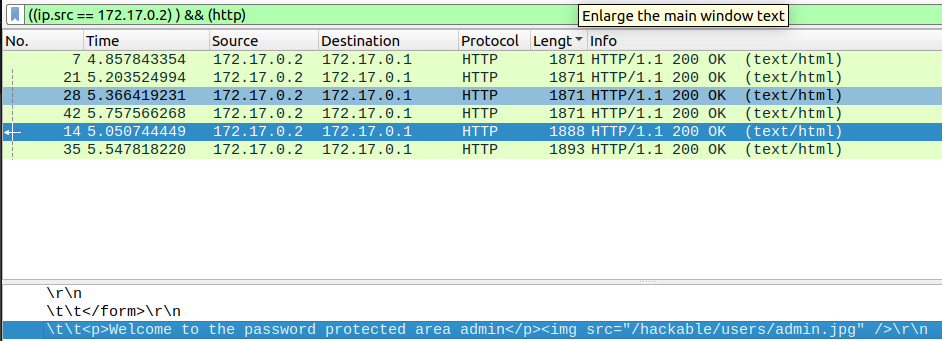 ((ip.src == 172.17.0.2) ) && (http)
Enlarge the main window text
No. Time Source Destination Protocol Lengt Info
7 4.857843354 172.17.0.2 172.17.0.1 HTTP 1871 HTTP/1.1 200 OK (text/html)
21 5.203524994 172.17.0.2 172.17.0.1 HTTP 1871 HTTP/1.1 200 OK (text/html)
28 5.366419231 172.17.0.2 172.17.0.1 HTTP 1871 HTTP/1.1 200 OK (text/html)
42 5.757566268 172.17.0.2 172.17.0.1 HTTP 1871 HTTP/1.1 200 OK (text/html)
14 5.050744449 172.17.0.2 172.17.0.1 HTTP 1888 HTTP/1.1 200 OK (text/html)
35 5.547818220 172.17.0.2 172.17.0.1 HTTP 1893 HTTP/1.1 200 OK (text/html)
\r\n
\t\t</form>\r\n
\t\t<p>Welcome to the password protected area admin</p><img src="/hackable/users/admin.jpg" />\r\n